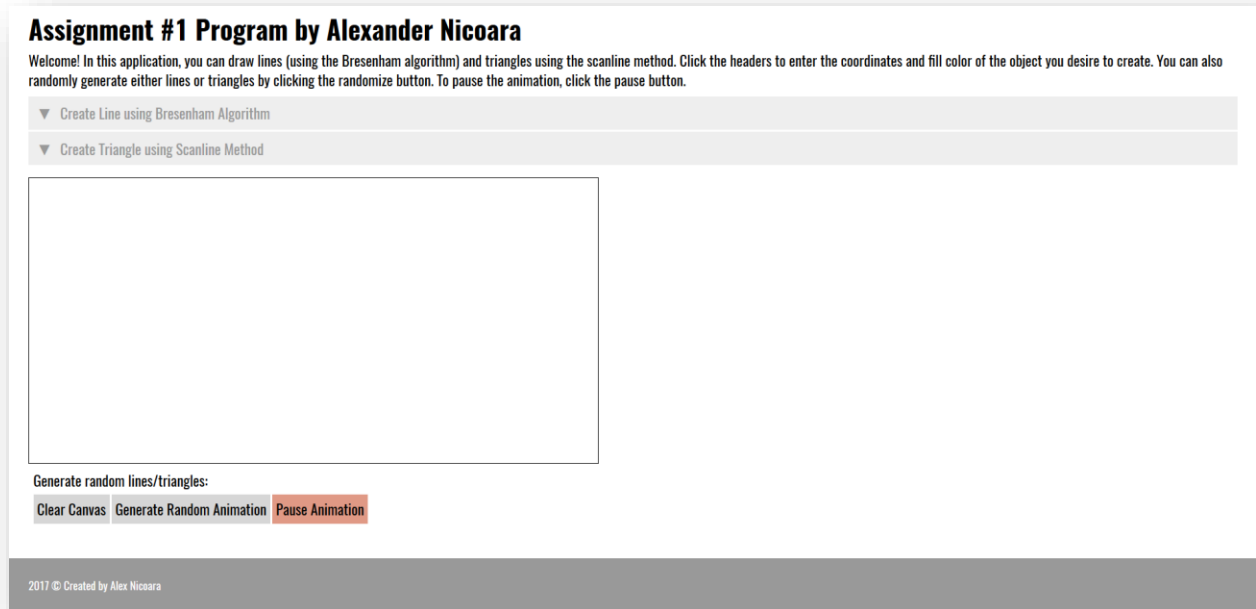 Assignment #1 Program by Alexander Nicoara
Welcome! In this application, you can draw lines (using the Bresenham algorithm) and triangles using the scanline method. Click the headers to enter the coordinates and fill color of the object you desire to create. You can also
randomly generate either lines or triangles by clicking the randomize button. To pause the animation, click the pause button.
▼ Create Line using Bresenham Algorithm
▼ Create Triangle using Scanline Method
Generate random lines/triangles:
Clear Canvas Generate Random Animation Pause Animation
2017 © Created by Alex Nicoara